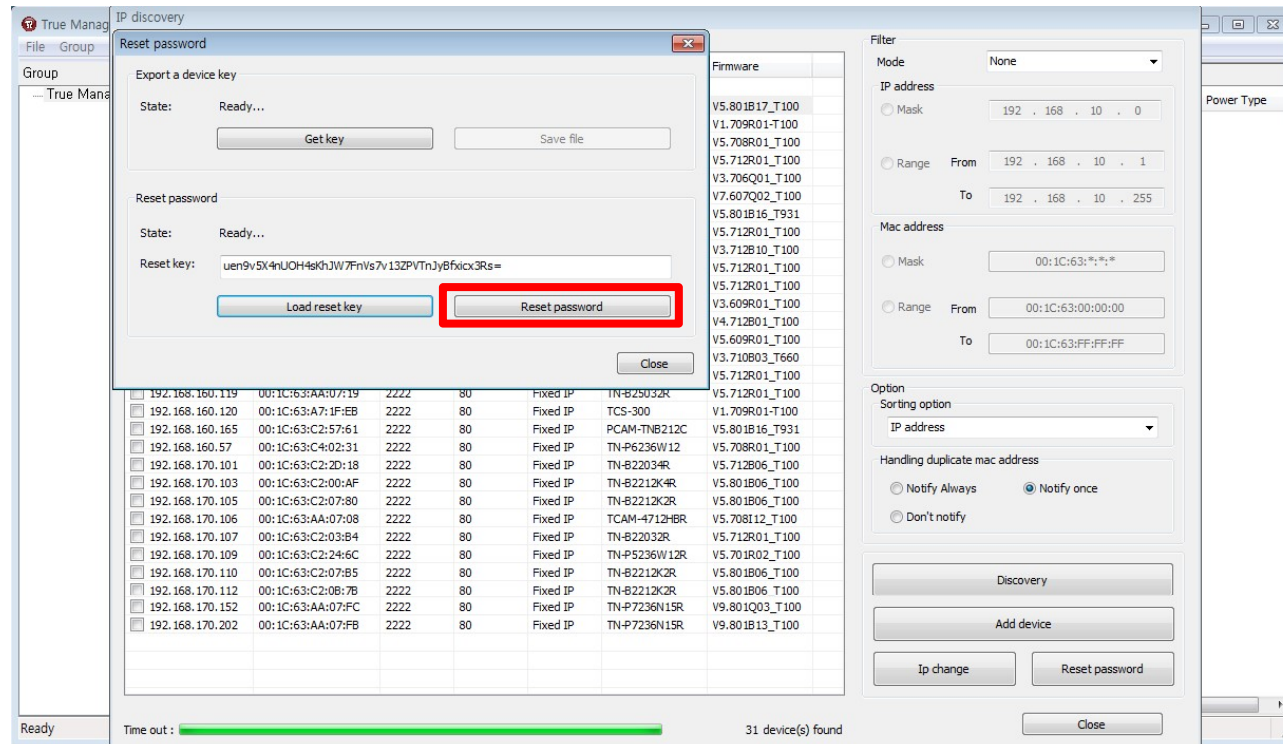 True Manag
IP discovery
File Group
Group
True Mana
Reset password
Export a device key
State: Ready...
Get key Save file
Reset password
State: Ready...
Reset key: uen9v5X4nUOH4sKhJW7FnVs7v13ZPVTnJyBfxicx3Rs=
Load reset key Reset password
Close
Firmware
V5.801B17_T100
V1.709R01-T100
V5.708R01_T100
V5.712R01_T100
V3.706Q01_T100
V7.607Q02_T100
V5.801B16_T931
V5.712R01_T100
V3.712B10_T100
V5.712R01_T100
V5.712R01_T100
V3.609R01_T100
V4.712B01_T100
V5.609R01_T100
V3.710B03_T660
V5.712R01_T100
192.168.160.119 00:1C:63:AA:07:19 2222 80 Fixed IP TN-B25032R V5.712R01_T100
192.168.160.120 00:1C:63:A7:1F:EB 2222 80 Fixed IP TCS-300 V1.709R01-T100
192.168.160.165 00:1C:63:C2:57:61 2222 80 Fixed IP PCAM-TNB212C V5.801B16_T931
192.168.160.57 00:1C:63:C4:02:31 2222 80 Fixed IP TN-P6236W12 V5.708R01_T100
192.168.170.101 00:1C:63:C2:2D:18 2222 80 Fixed IP TN-B22034R V5.712B06_T100
192.168.170.103 00:1C:63:C2:00:AF 2222 80 Fixed IP TN-B2212K4R V5.801B06_T100
192.168.170.105 00:1C:63:C2:07:80 2222 80 Fixed IP TN-B2212K2R V5.801B06_T100
192.168.170.106 00:1C:63:AA:07:08 2222 80 Fixed IP TCAM-4712HBR V5.708I12_T100
192.168.170.107 00:1C:63:C2:03:B4 2222 80 Fixed IP TN-B22032R V5.712R01_T100
192.168.170.109 00:1C:63:C2:24:6C 2222 80 Fixed IP TN-P5236W12R V5.701R02_T100
192.168.170.110 00:1C:63:C2:07:B5 2222 80 Fixed IP TN-B2212K2R V5.801B06_T100
192.168.170.112 00:1C:63:C2:0B:7B 2222 80 Fixed IP TN-B2212K2R V5.801B06_T100
192.168.170.152 00:1C:63:AA:07:FC 2222 80 Fixed IP TN-P7236N15R V9.801Q03_T100
192.168.170.202 00:1C:63:AA:07:FB 2222 80 Fixed IP TN-P7236N15R V9.801B13_T100
Time out : 31 device(s) found
Filter
Mode None
IP address
Mask 192 . 168 . 10 . 0
Range From 192 . 168 . 10 . 1
To 192 . 168 . 10 . 255
Mac address
Mask 00:1C:63:*:*:*
Range From 00:1C:63:00:00:00
To 00:1C:63:FF:FF:FF
Option
Sorting option
IP address
Handling duplicate mac address
Notify Always Notify once
Don't notify
Discovery
Add device
Ip change Reset password
Close
Power Type
Ready